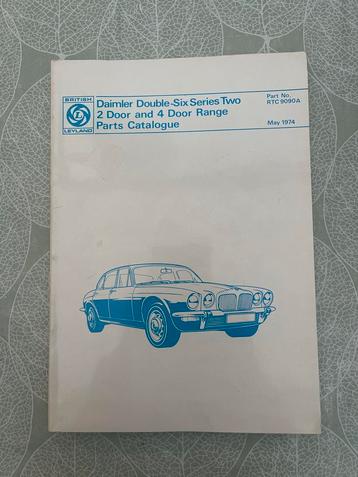 BRITISH
L
LEYLAND
Daimler Double-Six Series Two
2 Door and 4 Door Range
Parts Catalogue
Part No.
RTC 9090A
May 1974